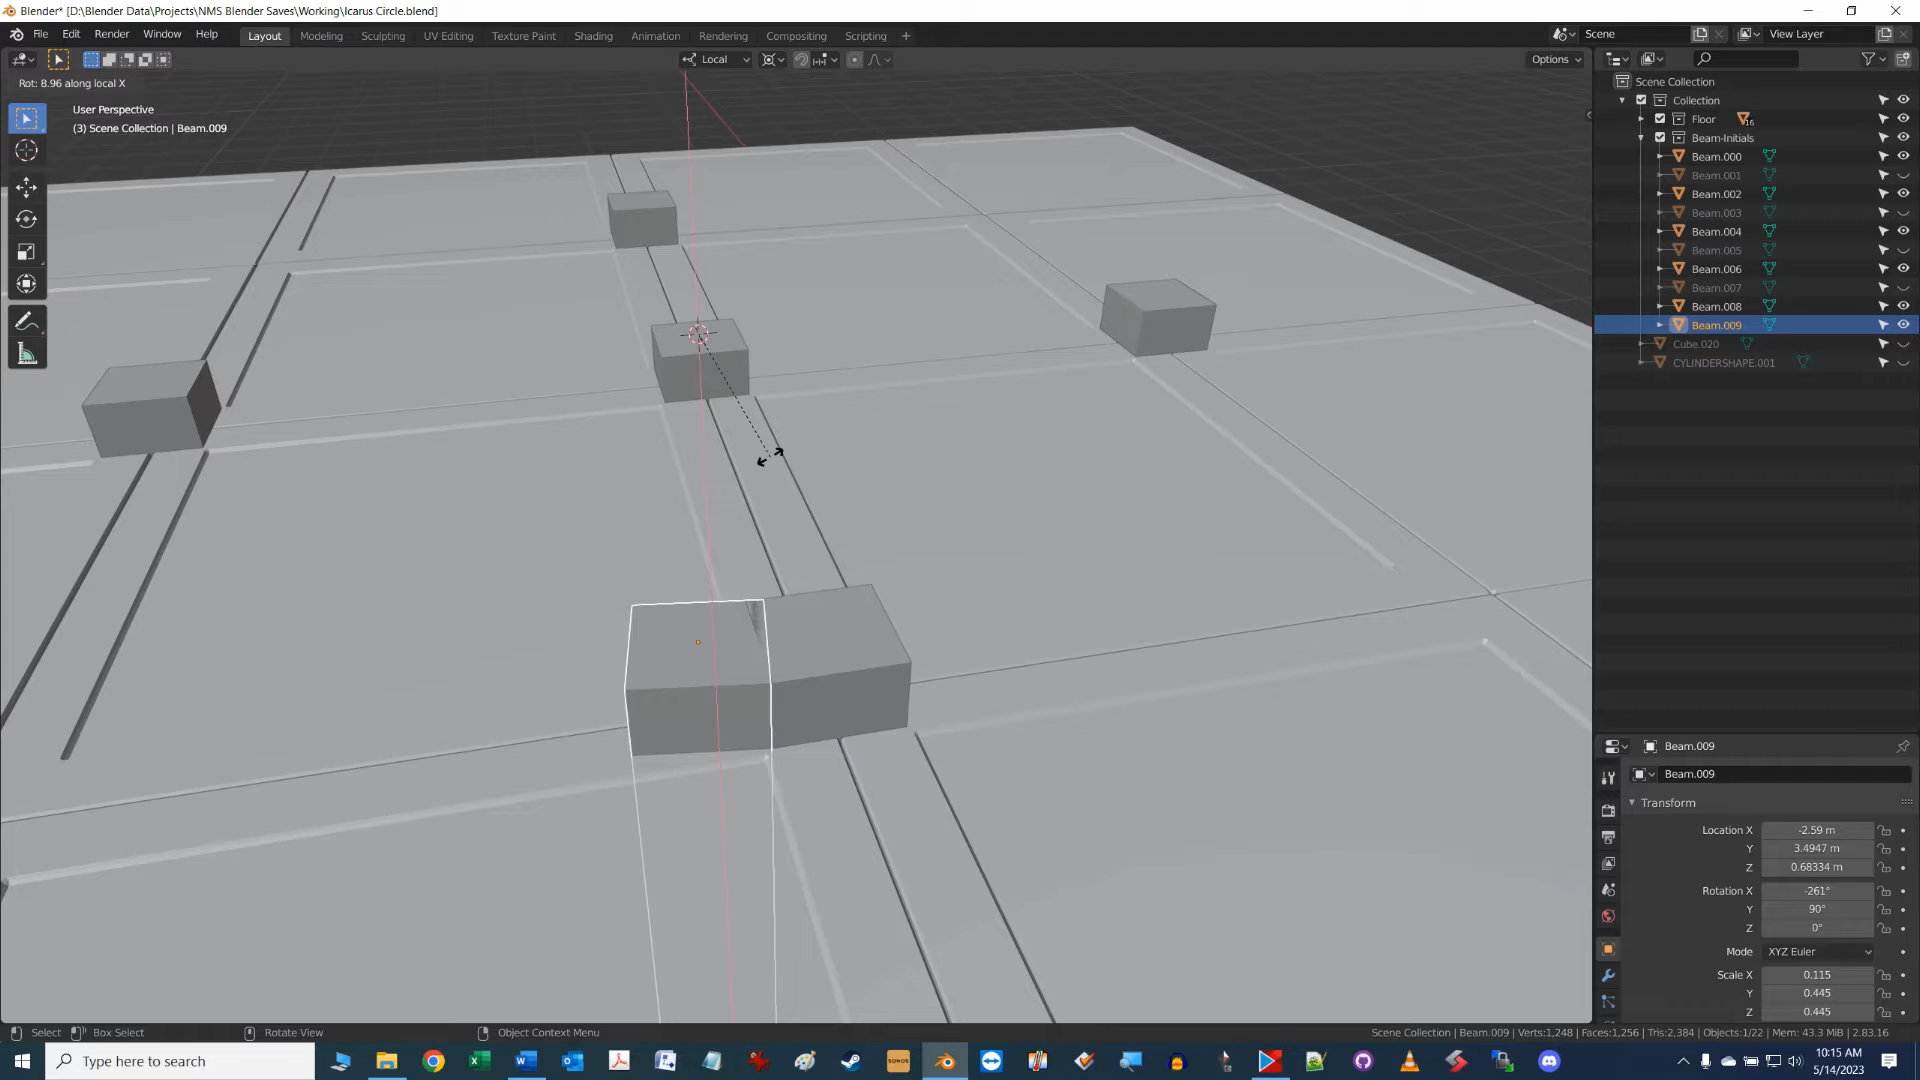 Blender* [D:\Blender Data\Projects\NMS Blender Saves\Working\Icarus Circle.blend]
File Edit Render Window Help Layout Modeling Sculpting UV Editing Texture Paint Shading Animation Rendering Compositing Scripting + Scene View Layer
Local Options
Rot: 8.96 along local X
User Perspective
(3) Scene Collection | Beam.009
Scene Collection
Collection
Floor 16
Beam-Initials
Beam.000
Beam.001
Beam.002
Beam.003
Beam.004
Beam.005
Beam.006
Beam.007
Beam.008
Beam.009
Cube.020
CYLINDERSHAPE.001
Beam.009
Beam.009
Transform
Location X -2.59 m
Y 3.4947 m
Z 0.68334 m
Rotation X -261°
Y 90°
Z 0°
Mode XYZ Euler
Scale X 0.115
Y 0.445
Z 0.445
Select Box Select Rotate View Object Context Menu Scene Collection | Beam.009 | Verts:1,248 | Faces:1,256 | Tris:2,384 | Objects:1/22 | Mem: 43.3 MiB | 2.83.16
Type here to search
SONOS
10:15 AM
5/14/2023